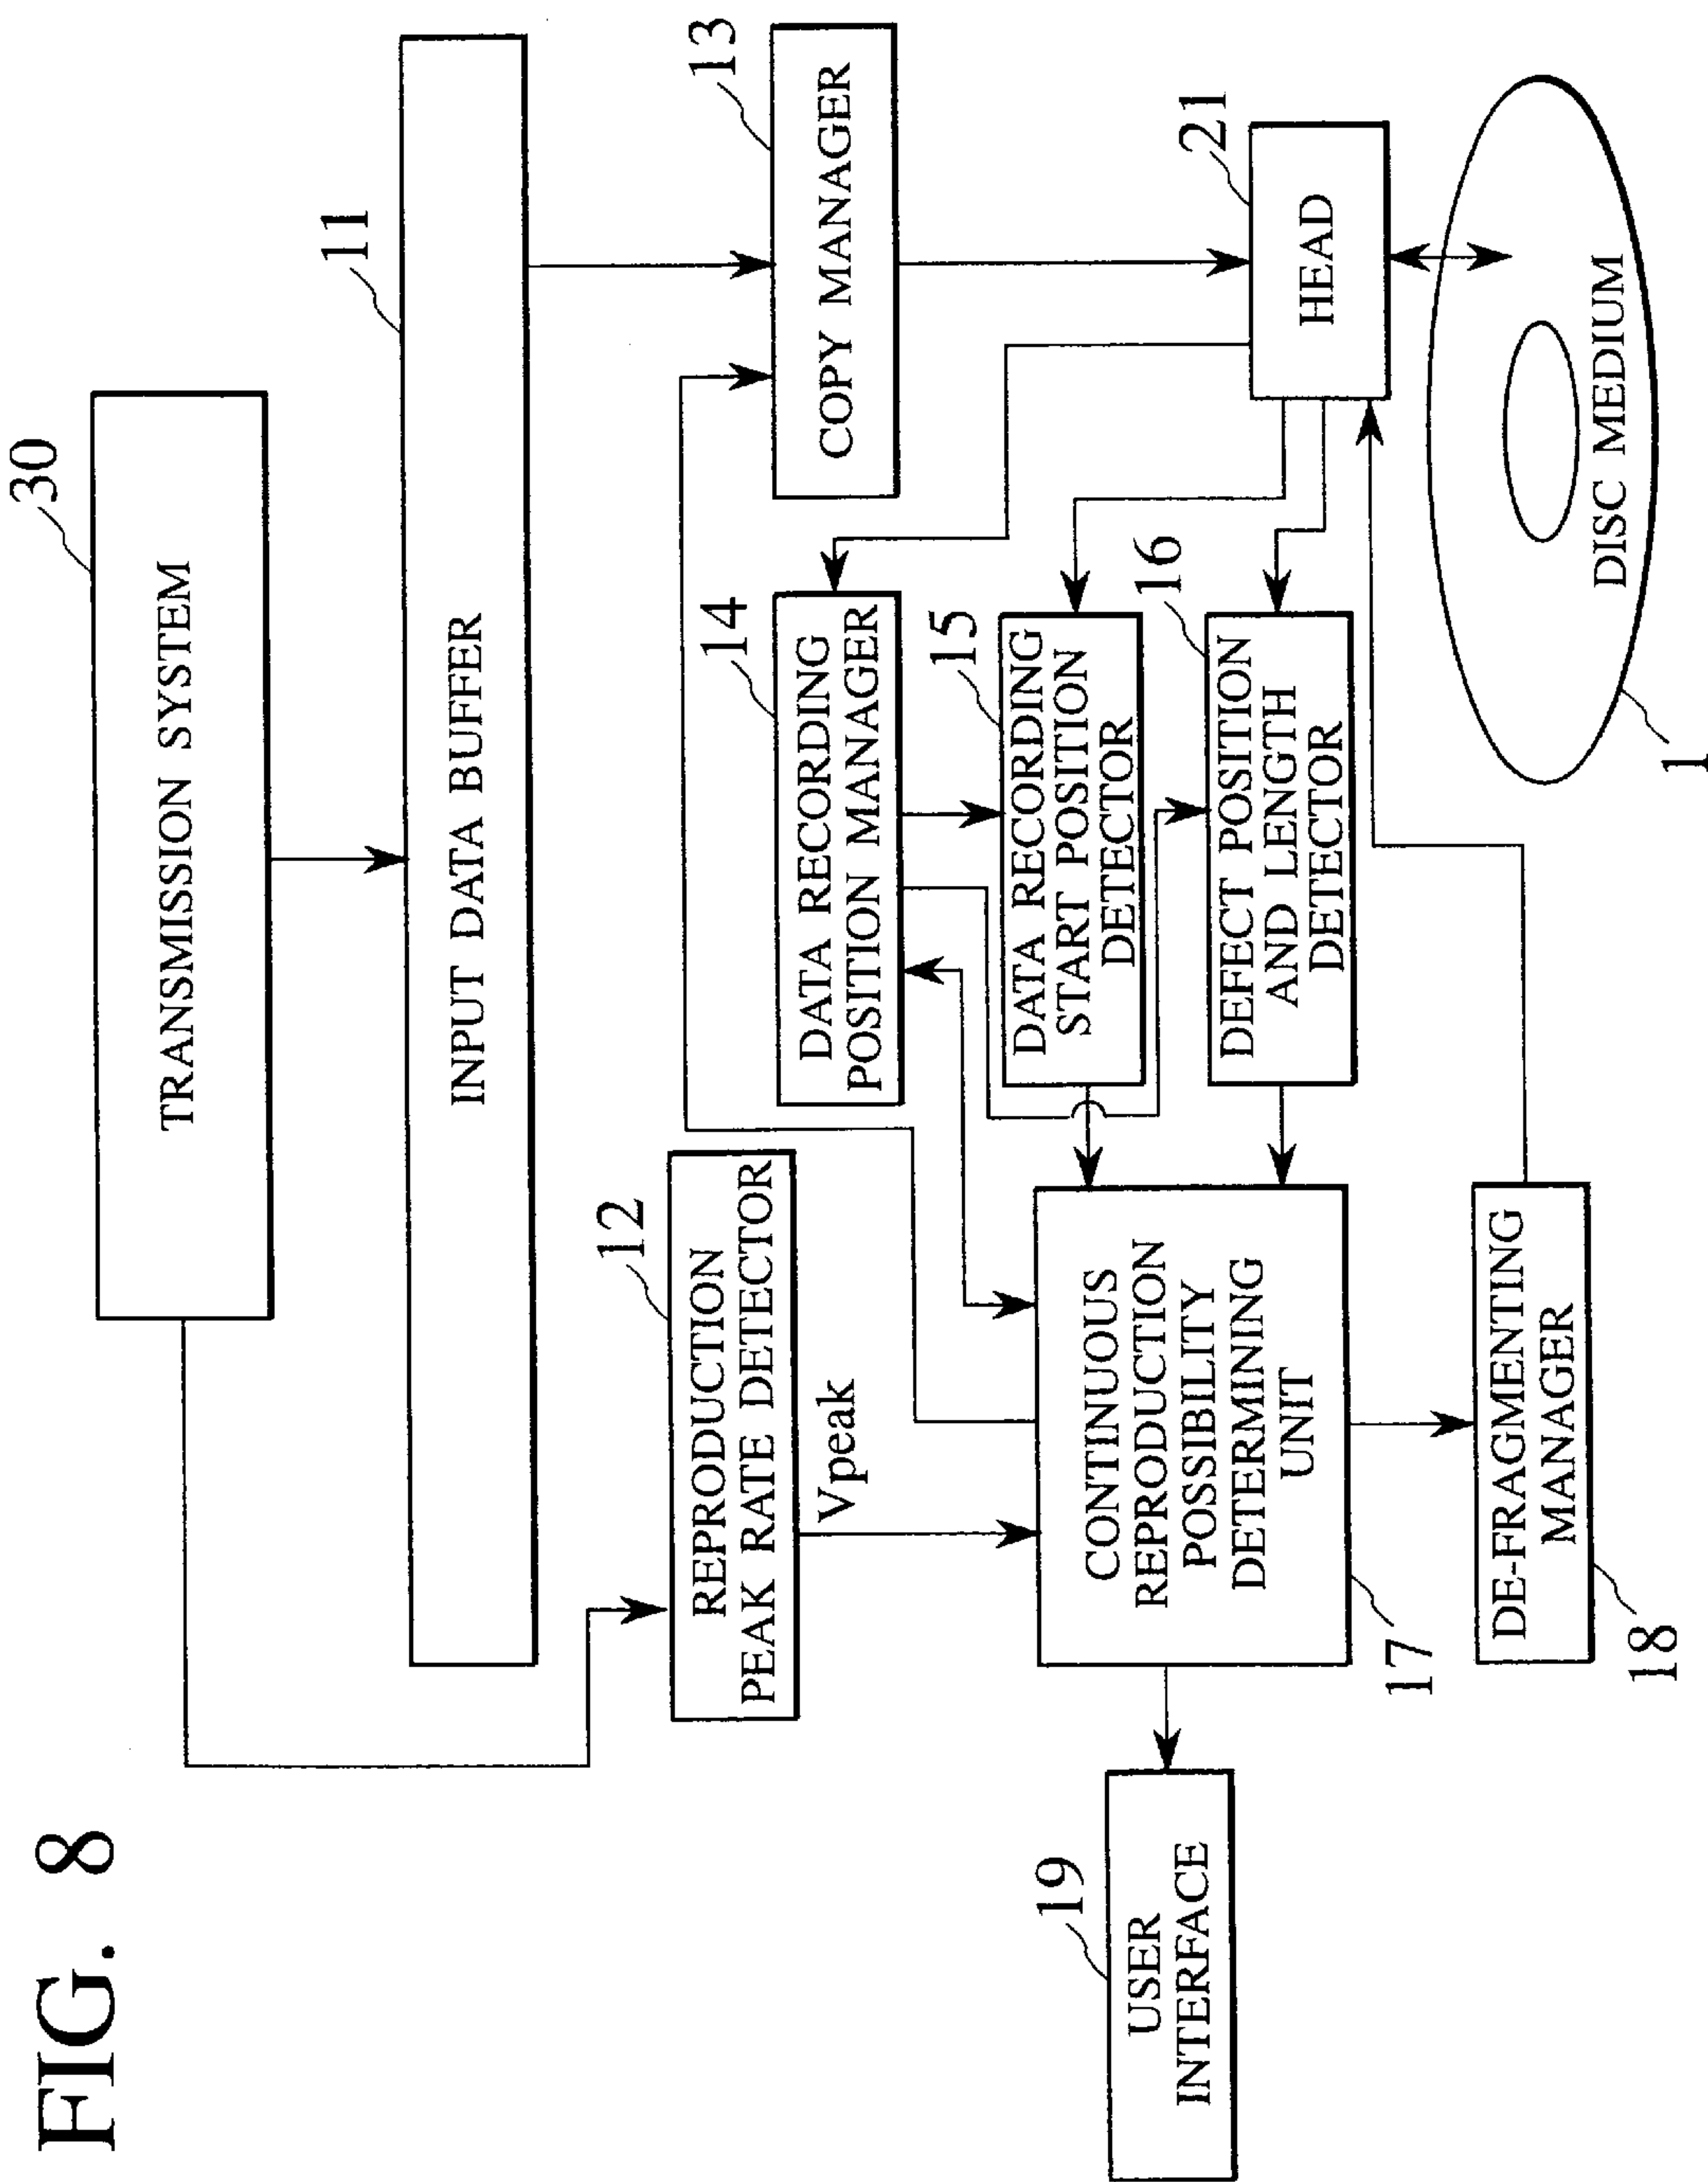 FIG. 8
30
TRANSMISSION SYSTEM
11
INPUT DATA BUFFER
12
REPRODUCTION
PEAK RATE DETECTOR
Vpeak
13
COPY MANAGER
14
DATA RECORDING
POSITION MANAGER
15
DATA RECORDING
START POSITION
DETECTOR
16
DEFECT POSITION
AND LENGTH
DETECTOR
21
HEAD
19
USER
INTERFACE
CONTINUOUS
REPRODUCTION
POSSIBILITY
DETERMINING
UNIT
17
DE-FRAGMENTING
MANAGER
18
DISC MEDIUM
1